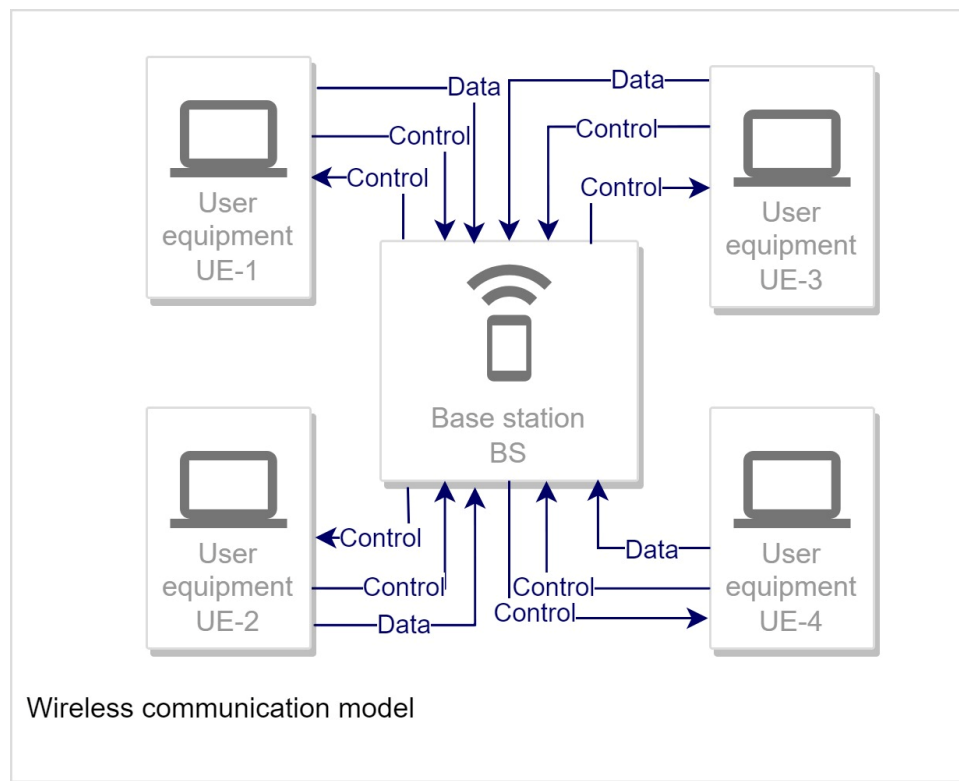 Data
Control
Control
User
equipment
UE-1
Data
Control
Control
User
equipment
UE-3
Base station
BS
Control
Control
Data
User
equipment
UE-2
Data
Control
Control
User
equipment
UE-4
Wireless communication model